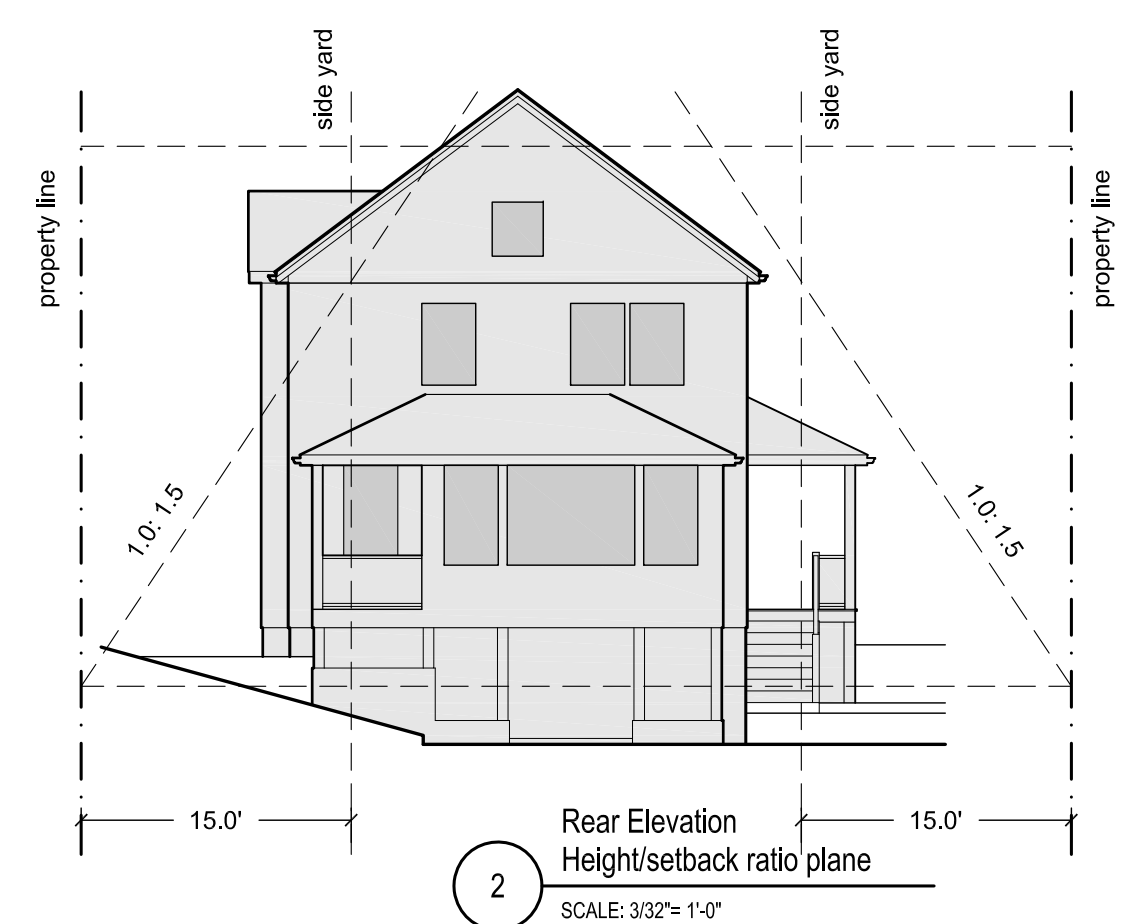 side yard
side yard
property line
property line
1.0: 1.5
1.0: 1.5
15.0'
15.0'
Rear Elevation
Height/setback ratio plane
2
SCALE: 3/32"= 1'-0"